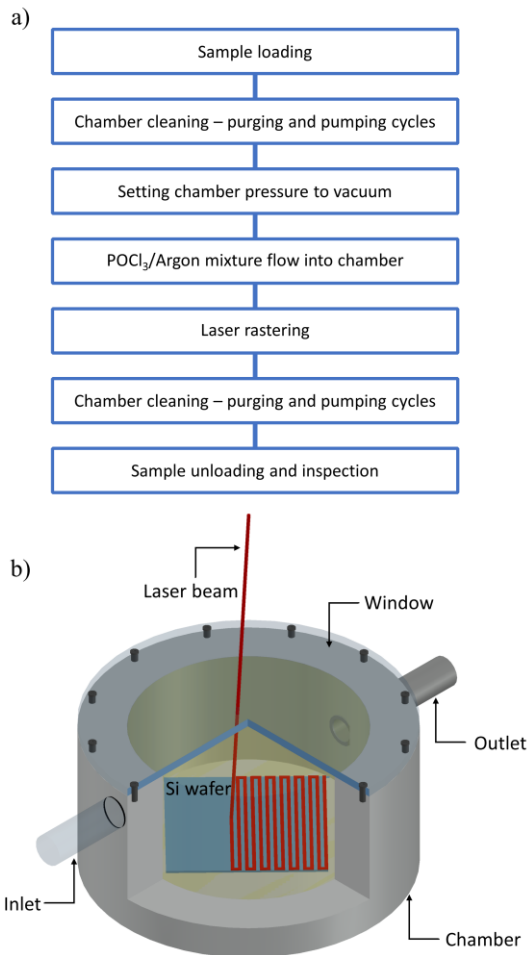 a)
Sample loading
Chamber cleaning – purging and pumping cycles
Setting chamber pressure to vacuum
POCl₃/Argon mixture flow into chamber
Laser rastering
Chamber cleaning – purging and pumping cycles
Sample unloading and inspection
b)
Laser beam
Window
Outlet
Si wafer
Inlet
Chamber